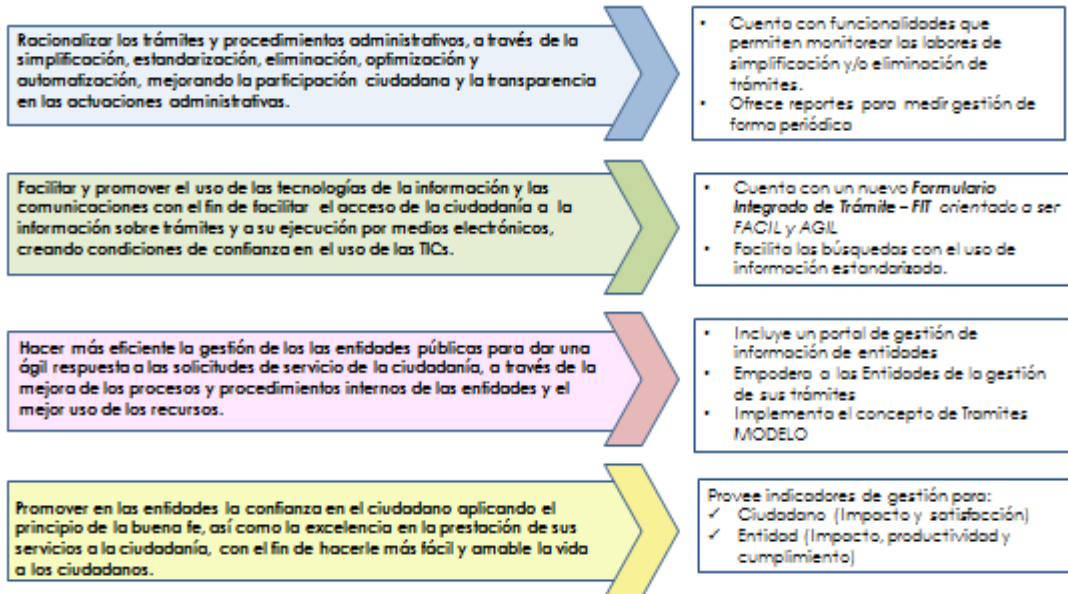 Racionalizar los trámites y procedimientos administrativos, a través de la
simplificación, estandarización, eliminación, optimización y
automatización, mejorando la participación ciudadana y la transparencia
en las actuaciones administrativas.
• Cuenta con funcionalidades que
permiten monitorear las labores de
simplificación y/o eliminación de
trámites.
• Ofrece reportes para medir gestión de
forma periódica
Facilitar y promover el uso de las tecnologías de la información y las
comunicaciones con el fin de facilitar el acceso de la ciudadanía a la
información sobre trámites y a su ejecución por medios electrónicos,
creando condiciones de confianza en el uso de las TICs.
• Cuenta con un nuevo Formulario
Integrado de Trámite – FIT orientado a ser
FACIL y AGIL
• Facilita las búsquedas con el uso de
información estandarizada.
Hacer más eficiente la gestión de los las entidades públicas para dar una
ágil respuesta a las solicitudes de servicio de la ciudadanía, a través de la
mejora de los procesos y procedimientos internos de las entidades y el
mejor uso de los recursos.
• Incluye un portal de gestión de
información de entidades
• Empodera a las Entidades de la gestión
de sus trámites
• Implementa el concepto de Tramites
MODELO
Promover en las entidades la confianza en el ciudadano aplicando el
principio de la buena fe, así como la excelencia en la prestación de sus
servicios a la ciudadanía, con el fin de hacerle más fácil y amable la vida
a los ciudadanos.
Provee indicadores de gestión para:
✓ Ciudadano (Impacto y satisfacción)
✓ Entidad (Impacto, productividad y
cumplimiento)